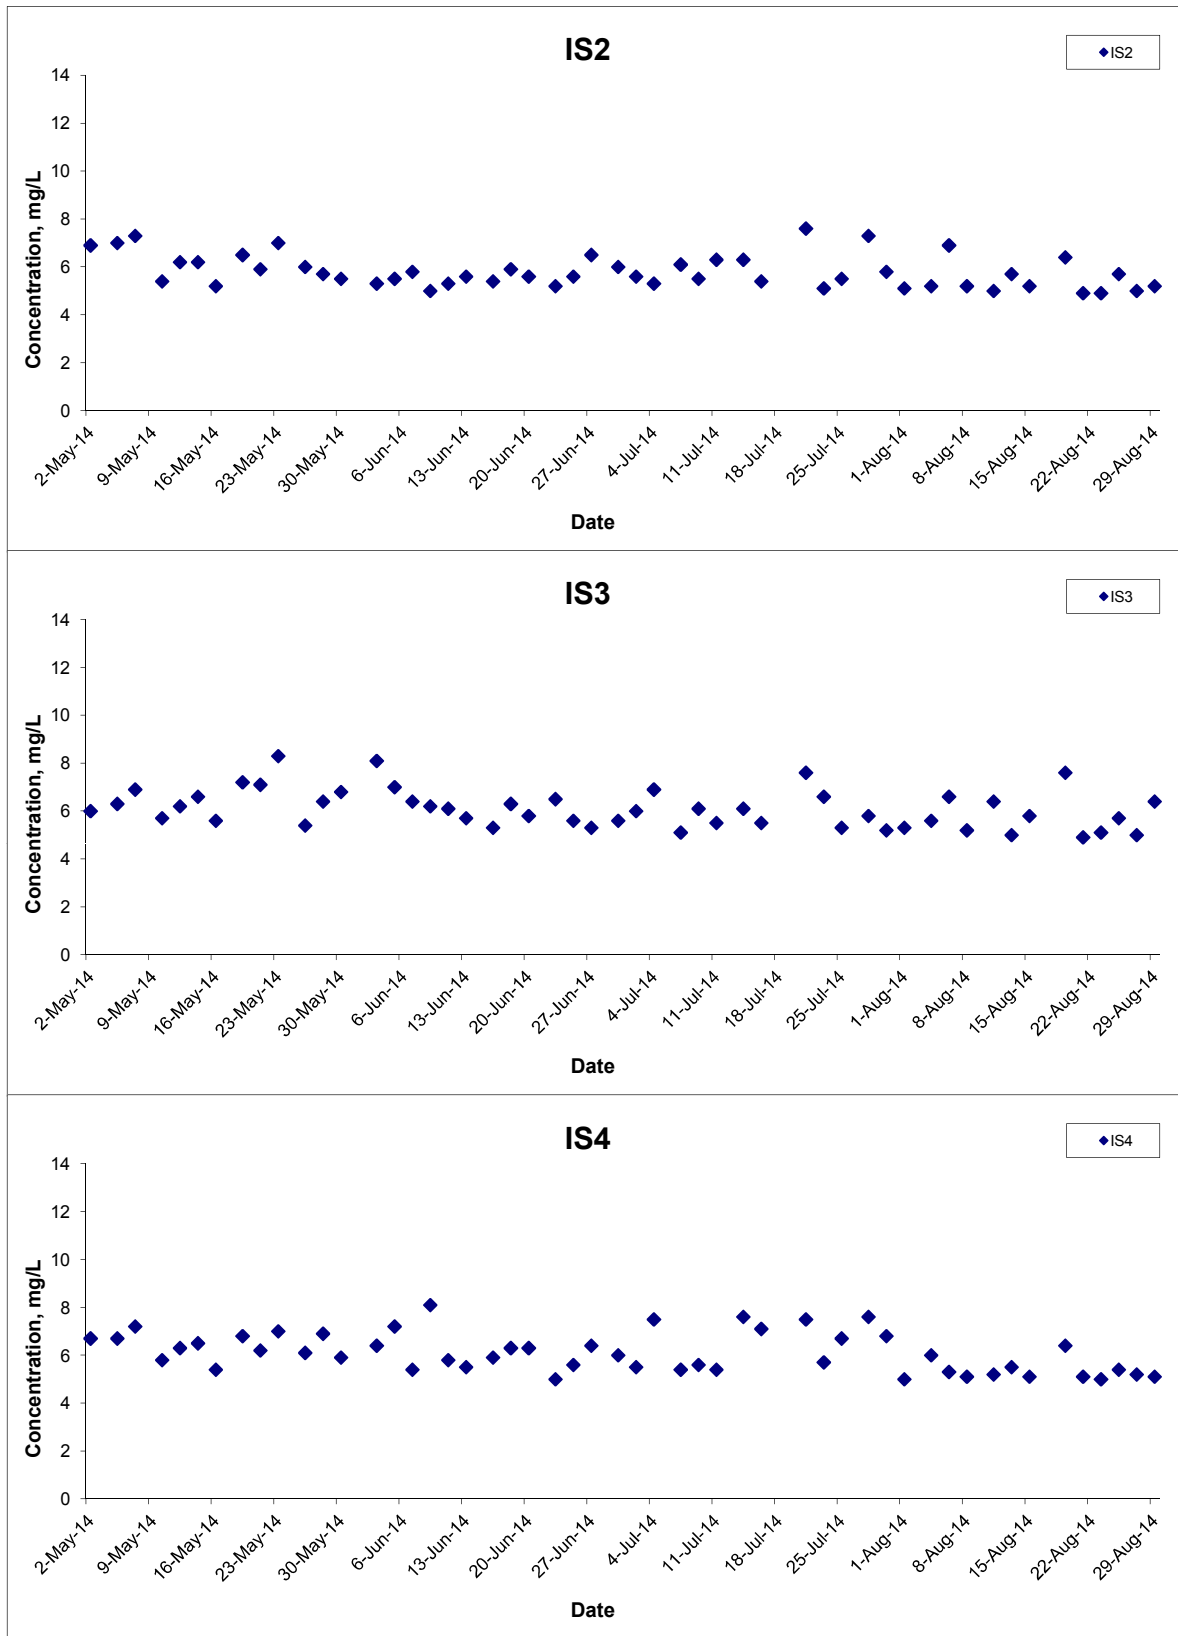 IS2
IS2
14
12
10
8
6
4
2
0
Concentration, mg/L
2-May-14
9-May-14
16-May-14
23-May-14
30-May-14
6-Jun-14
13-Jun-14
20-Jun-14
27-Jun-14
4-Jul-14
11-Jul-14
18-Jul-14
25-Jul-14
1-Aug-14
8-Aug-14
15-Aug-14
22-Aug-14
29-Aug-14
Date
IS3
IS3
14
12
10
8
6
4
2
0
Concentration, mg/L
2-May-14
9-May-14
16-May-14
23-May-14
30-May-14
6-Jun-14
13-Jun-14
20-Jun-14
27-Jun-14
4-Jul-14
11-Jul-14
18-Jul-14
25-Jul-14
1-Aug-14
8-Aug-14
15-Aug-14
22-Aug-14
29-Aug-14
Date
IS4
IS4
14
12
10
8
6
4
2
0
Concentration, mg/L
2-May-14
9-May-14
16-May-14
23-May-14
30-May-14
6-Jun-14
13-Jun-14
20-Jun-14
27-Jun-14
4-Jul-14
11-Jul-14
18-Jul-14
25-Jul-14
1-Aug-14
8-Aug-14
15-Aug-14
22-Aug-14
29-Aug-14
Date